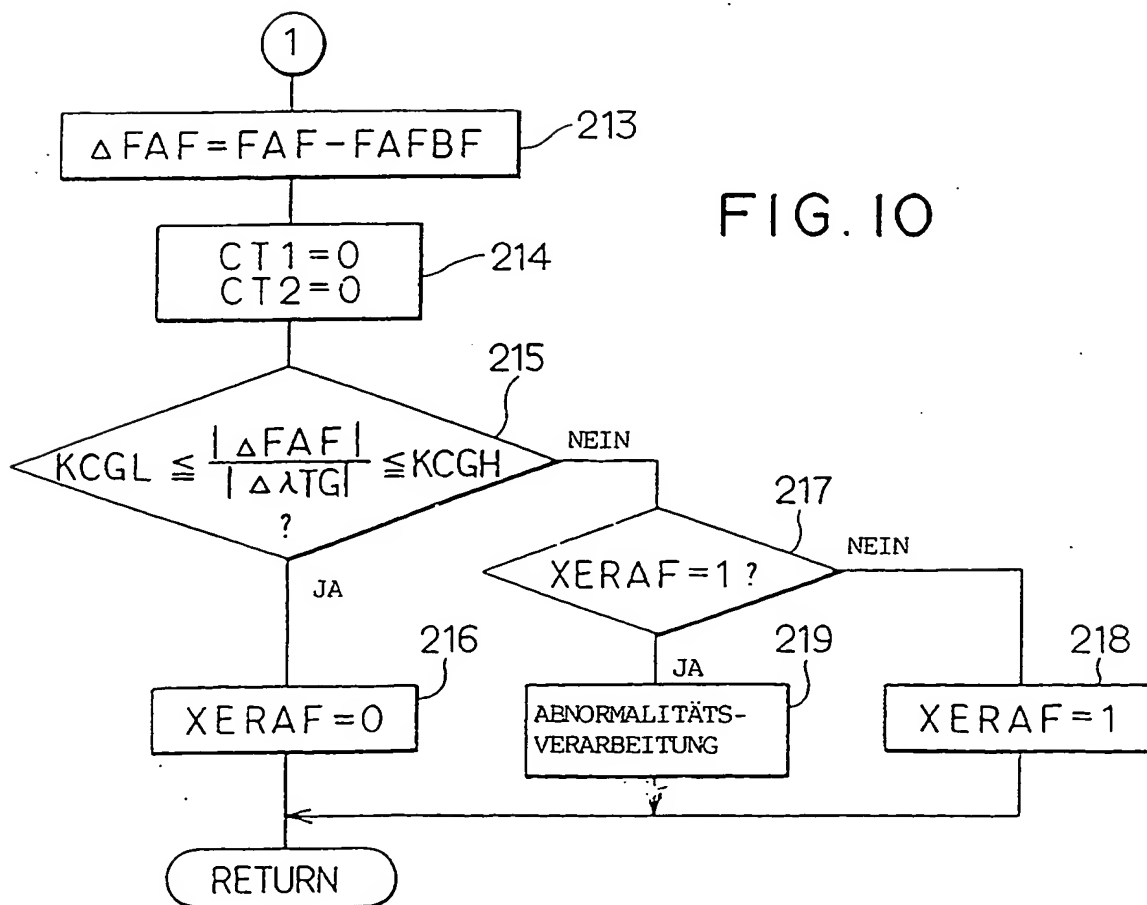 1
ΔFAF=FAF-FAFBF
213
FIG. 10
CT1=0
CT2=0
214
215
KCGL ≦ |ΔFAF| / |ΔλTG| ≦ KCGH
?
NEIN
JA
217
XERAF=1 ?
NEIN
JA
216
XERAF=0
219
ABNORMALITÄTS-
VERARBEITUNG
218
XERAF=1
RETURN